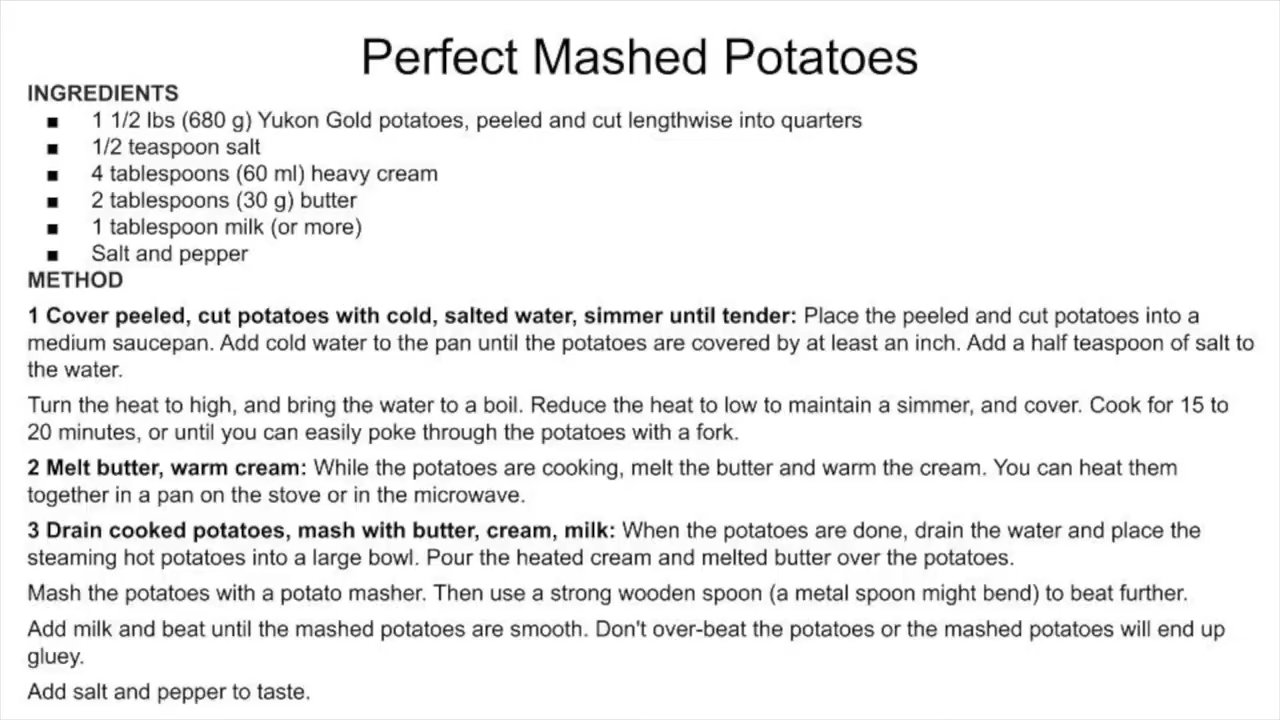 Perfect Mashed Potatoes
INGREDIENTS
■ 1 1/2 lbs (680 g) Yukon Gold potatoes, peeled and cut lengthwise into quarters
■ 1/2 teaspoon salt
■ 4 tablespoons (60 ml) heavy cream
■ 2 tablespoons (30 g) butter
■ 1 tablespoon milk (or more)
■ Salt and pepper
METHOD
1 Cover peeled, cut potatoes with cold, salted water, simmer until tender: Place the peeled and cut potatoes into a
medium saucepan. Add cold water to the pan until the potatoes are covered by at least an inch. Add a half teaspoon of salt to
the water.
Turn the heat to high, and bring the water to a boil. Reduce the heat to low to maintain a simmer, and cover. Cook for 15 to
20 minutes, or until you can easily poke through the potatoes with a fork.
2 Melt butter, warm cream: While the potatoes are cooking, melt the butter and warm the cream. You can heat them
together in a pan on the stove or in the microwave.
3 Drain cooked potatoes, mash with butter, cream, milk: When the potatoes are done, drain the water and place the
steaming hot potatoes into a large bowl. Pour the heated cream and melted butter over the potatoes.
Mash the potatoes with a potato masher. Then use a strong wooden spoon (a metal spoon might bend) to beat further.
Add milk and beat until the mashed potatoes are smooth. Don't over-beat the potatoes or the mashed potatoes will end up
gluey.
Add salt and pepper to taste.